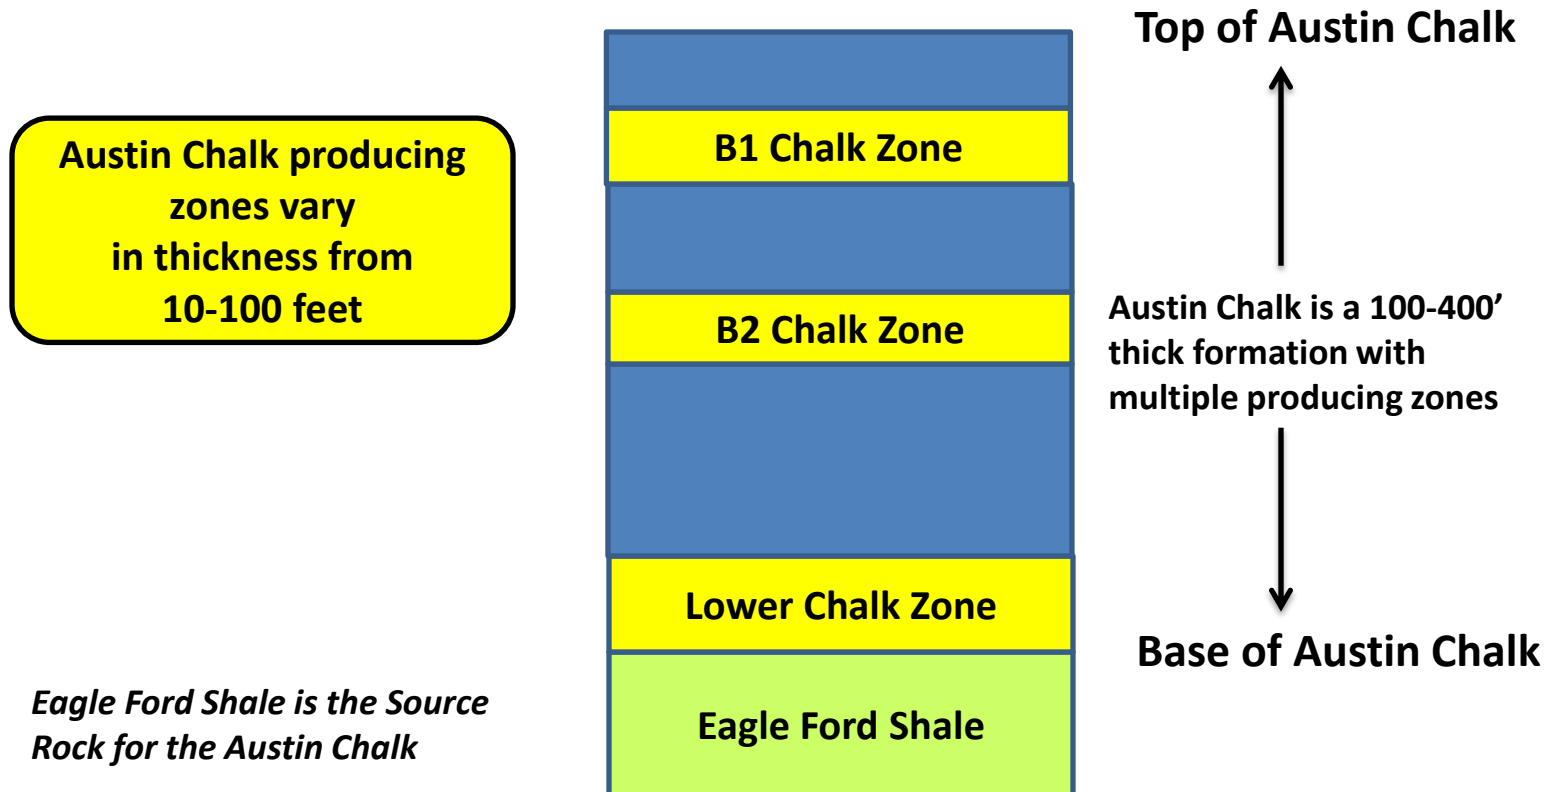 Top of Austin Chalk
Austin Chalk producing
zones vary
in thickness from
10-100 feet
B1 Chalk Zone
B2 Chalk Zone
Austin Chalk is a 100-400’
thick formation with
multiple producing zones
Lower Chalk Zone
Base of Austin Chalk
Eagle Ford Shale is the Source
Rock for the Austin Chalk
Eagle Ford Shale